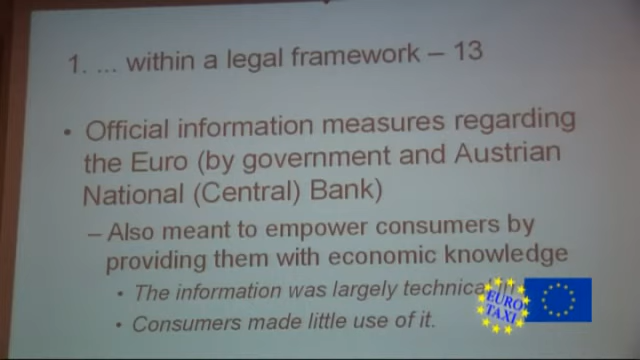 1. ... within a legal framework – 13
• Official information measures regarding
the Euro (by government and Austrian
National (Central) Bank)
– Also meant to empower consumers by
providing them with economic knowledge
• The information was largely technical
• Consumers made little use of it.
EURO
TAXI